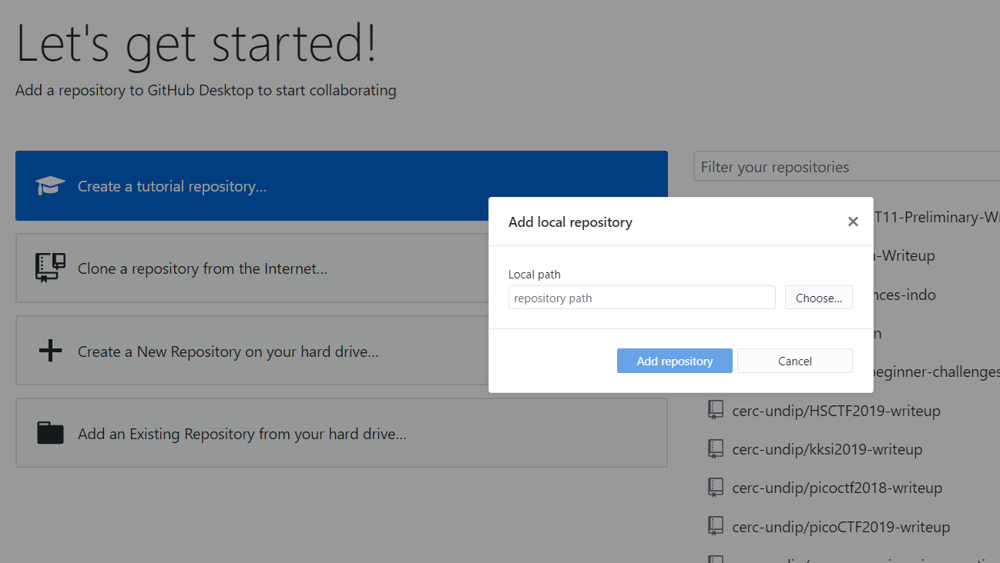 Let's get started!
Add a repository to GitHub Desktop to start collaborating
Create a tutorial repository...
Clone a repository from the Internet...
Create a New Repository on your hard drive...
Add an Existing Repository from your hard drive...
Filter your repositories
T11-Preliminary-W
-Writeup
nces-indo
n
beginner-challenges
cerc-undip/HSCTF2019-writeup
cerc-undip/kksi2019-writeup
cerc-undip/picoctf2018-writeup
cerc-undip/picoCTF2019-writeup
Add local repository
Local path
repository path
Choose...
Add repository
Cancel